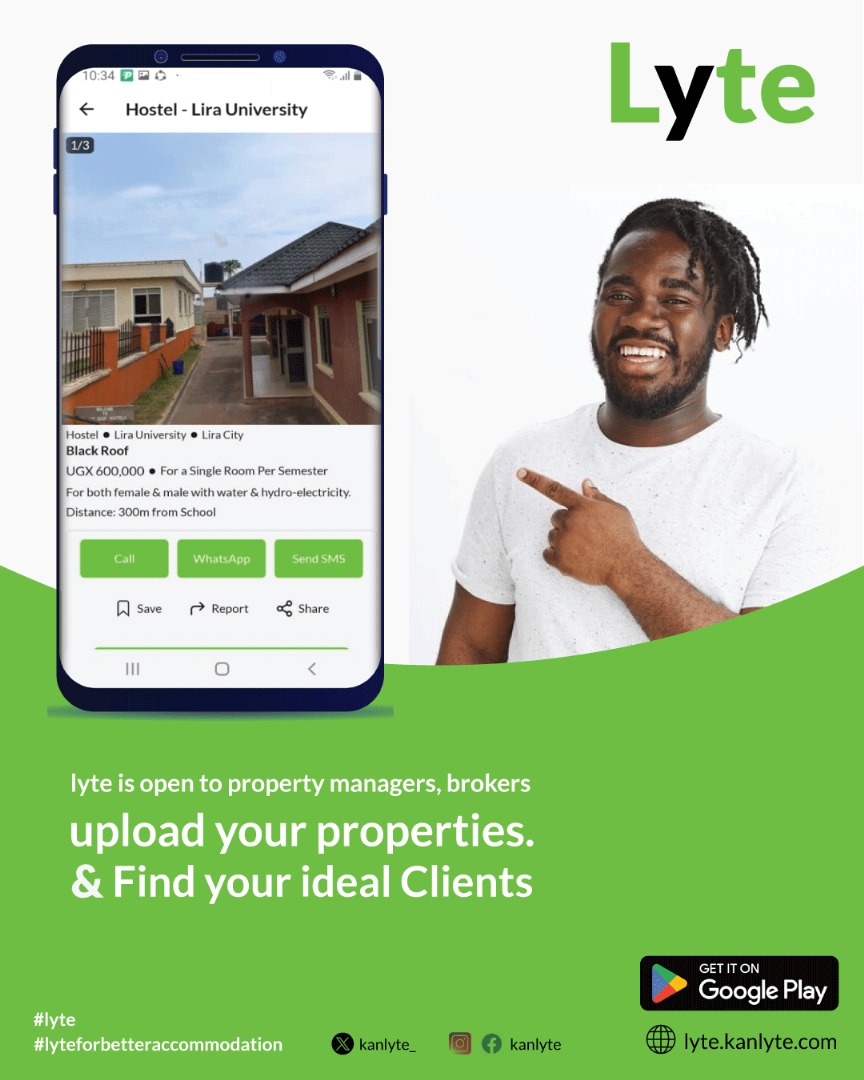 Lyte
10:34
Hostel - Lira University
1/3
WELCOME
TO
Hostel ● Lira University ● Lira City
Black Roof
UGX 600,000 ● For a Single Room Per Semester
For both female & male with water & hydro-electricity.
Distance: 300m from School
Call WhatsApp Send SMS
Save Report Share
lyte is open to property managers, brokers
upload your properties.
& Find your ideal Clients
GET IT ON
Google Play
#lyte
#lyteforbetteraccommodation
kanlyte_ kanlyte
lyte.kanlyte.com